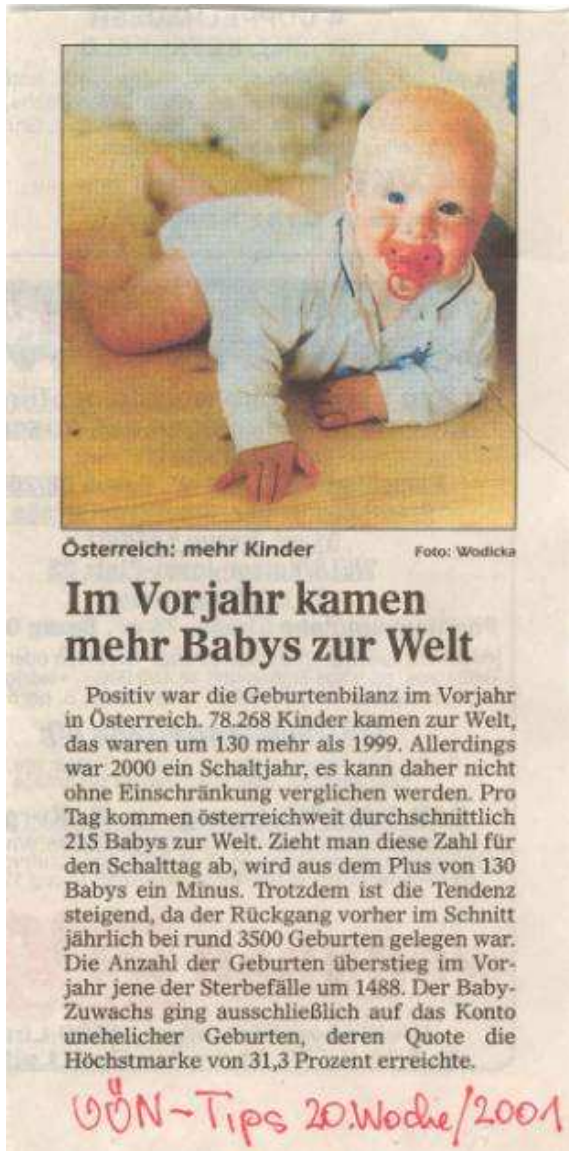 Österreich: mehr Kinder
Foto: Wodicka
Im Vorjahr kamen
mehr Babys zur Welt
Positiv war die Geburtenbilanz im Vorjahr
in Österreich. 78.268 Kinder kamen zur Welt,
das waren um 130 mehr als 1999. Allerdings
war 2000 ein Schaltjahr, es kann daher nicht
ohne Einschränkung verglichen werden. Pro
Tag kommen österreichweit durchschnittlich
215 Babys zur Welt. Zieht man diese Zahl für
den Schalttag ab, wird aus dem Plus von 130
Babys ein Minus. Trotzdem ist die Tendenz
steigend, da der Rückgang vorher im Schnitt
jährlich bei rund 3500 Geburten gelegen war.
Die Anzahl der Geburten überstieg im Vor-
jahr jene der Sterbefälle um 1488. Der Baby-
Zuwachs ging ausschließlich auf das Konto
unehelicher Geburten, deren Quote die
Höchstmarke von 31,3 Prozent erreichte.
OÖN-Tips 20.Woche/2001